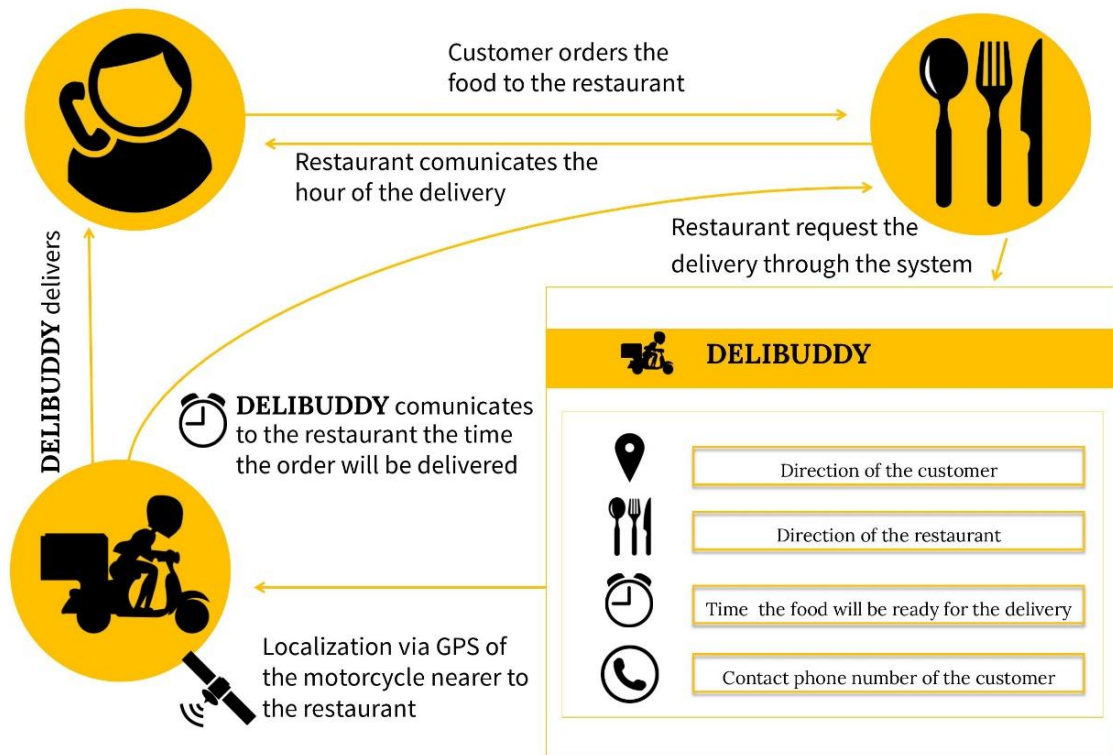 Customer orders the
food to the restaurant
Restaurant comunicates the
hour of the delivery
Restaurant request the
delivery through the system
DELIBUDDY delivers
DELIBUDDY comunicates
to the restaurant the time
the order will be delivered
DELIBUDDY
Direction of the customer
Direction of the restaurant
Time the food will be ready for the delivery
Contact phone number of the customer
Localization via GPS of
the motorcycle nearer to
the restaurant